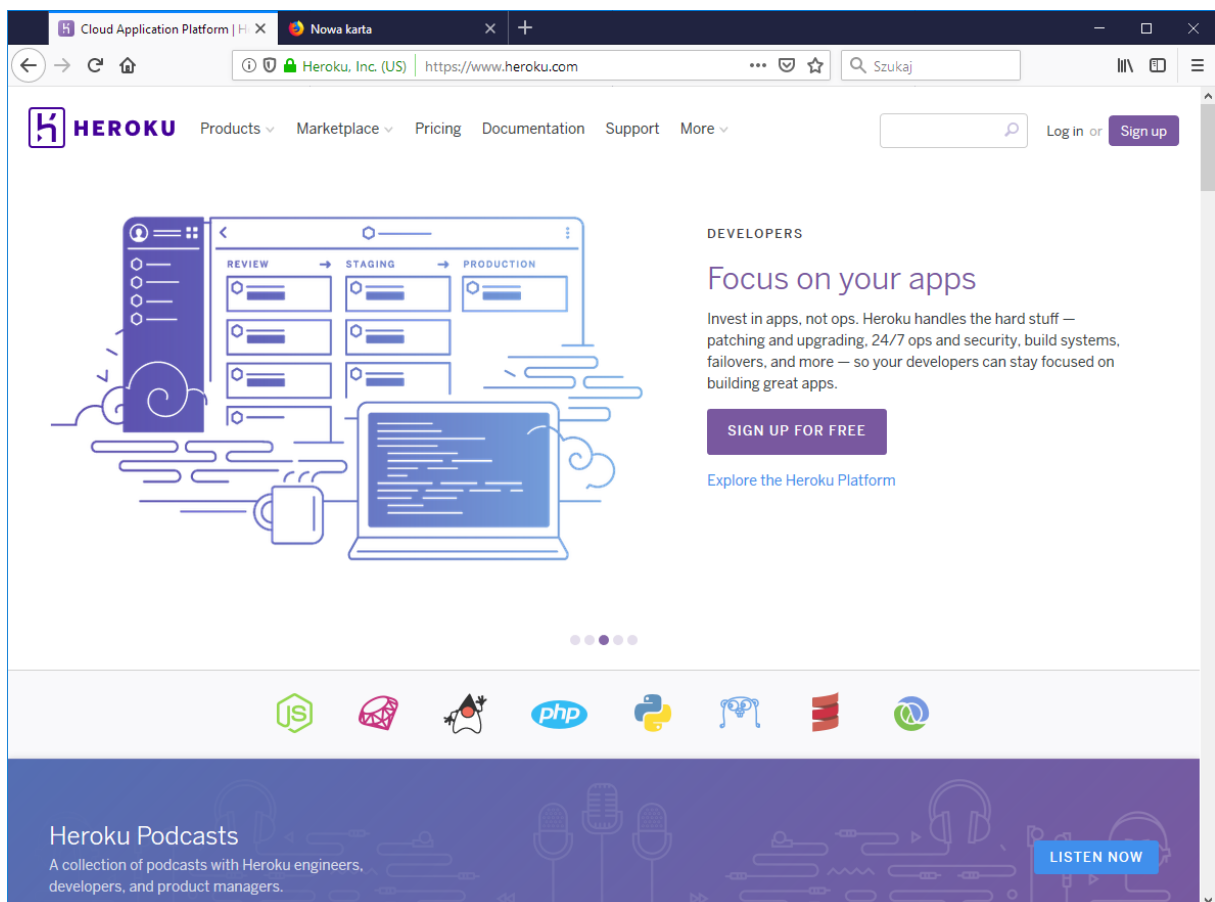 Cloud Application Platform | H
Nowa karta
Heroku, Inc. (US)
https://www.heroku.com
Szukaj
HEROKU
Products
Marketplace
Pricing
Documentation
Support
More
Log in or
Sign up
REVIEW
STAGING
PRODUCTION
DEVELOPERS
Focus on your apps
Invest in apps, not ops. Heroku handles the hard stuff —
patching and upgrading, 24/7 ops and security, build systems,
failovers, and more — so your developers can stay focused on
building great apps.
SIGN UP FOR FREE
Explore the Heroku Platform
JS
php
Heroku Podcasts
A collection of podcasts with Heroku engineers,
developers, and product managers.
LISTEN NOW